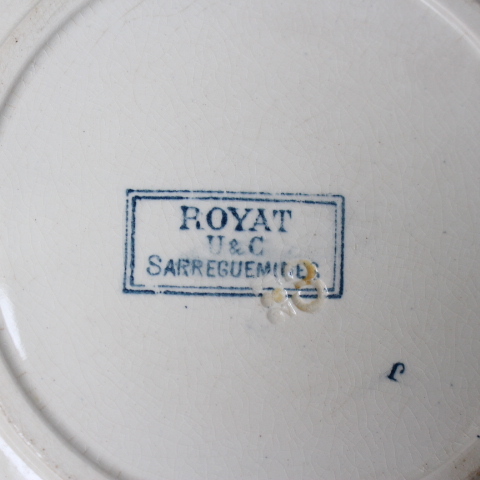 ROYAT
U & C
SARREGUEMINES
J